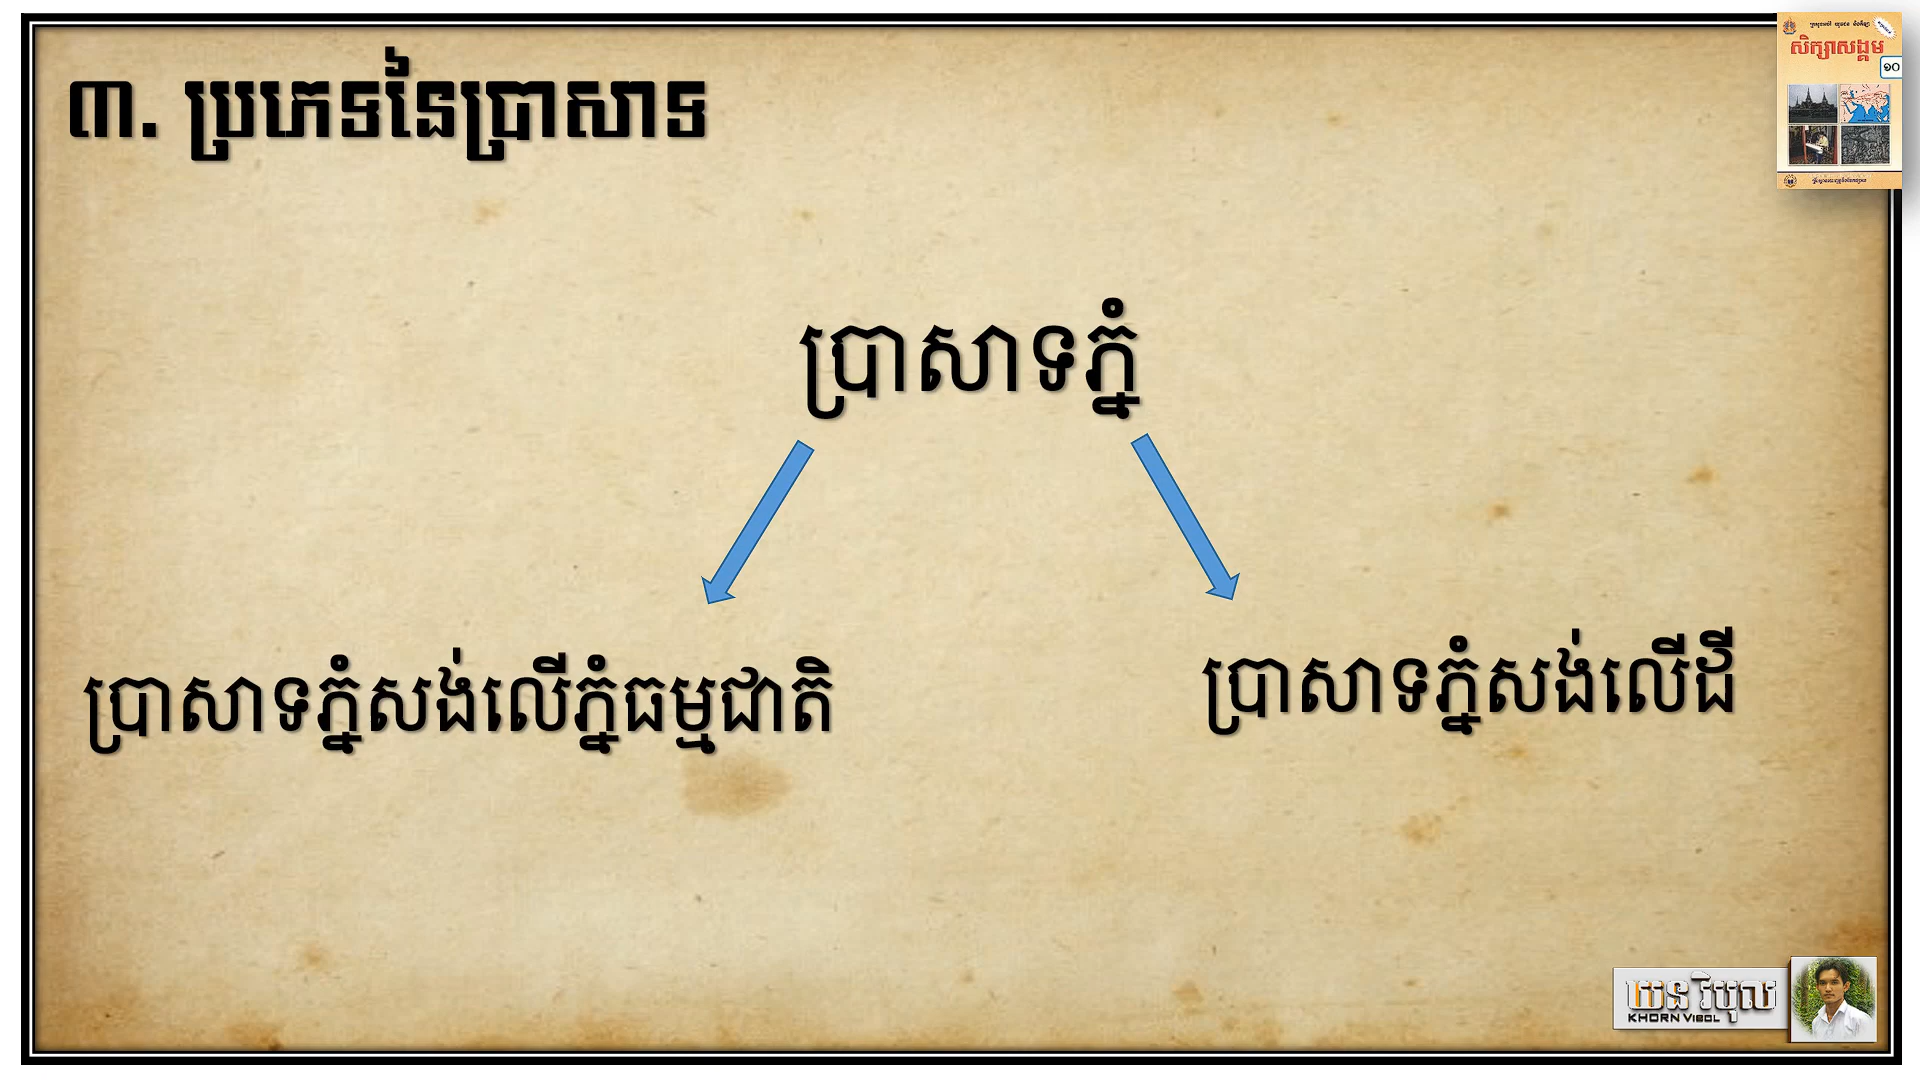 ៣. ប្រភេទនៃប្រាសាទ
សិក្សាសង្គម
១០
ប្រាសាទភ្នំ
ប្រាសាទភ្នំសង់លើភ្នំធម្មជាតិ
ប្រាសាទភ្នំសង់លើដី
ឃន វិបុល
KHORN VIBOL